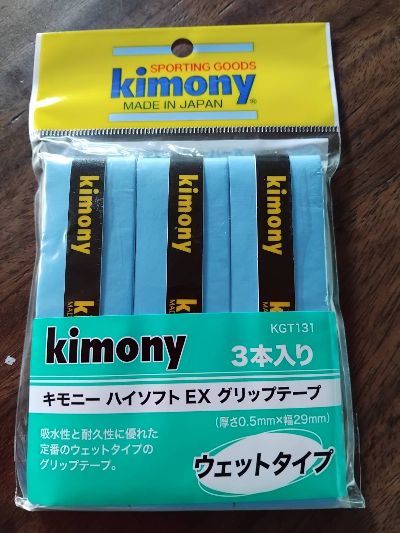 SPORTING GOODS
kimony®
MADE IN JAPAN
kimony
kimony
kimony
KGT131
kimony
3本入り
キモニー ハイソフト EX グリップテープ
(厚さ0.5mm×幅29mm)
吸水性と耐久性に優れた
定番のウェットタイプの
グリップテープ。
ウェットタイプ